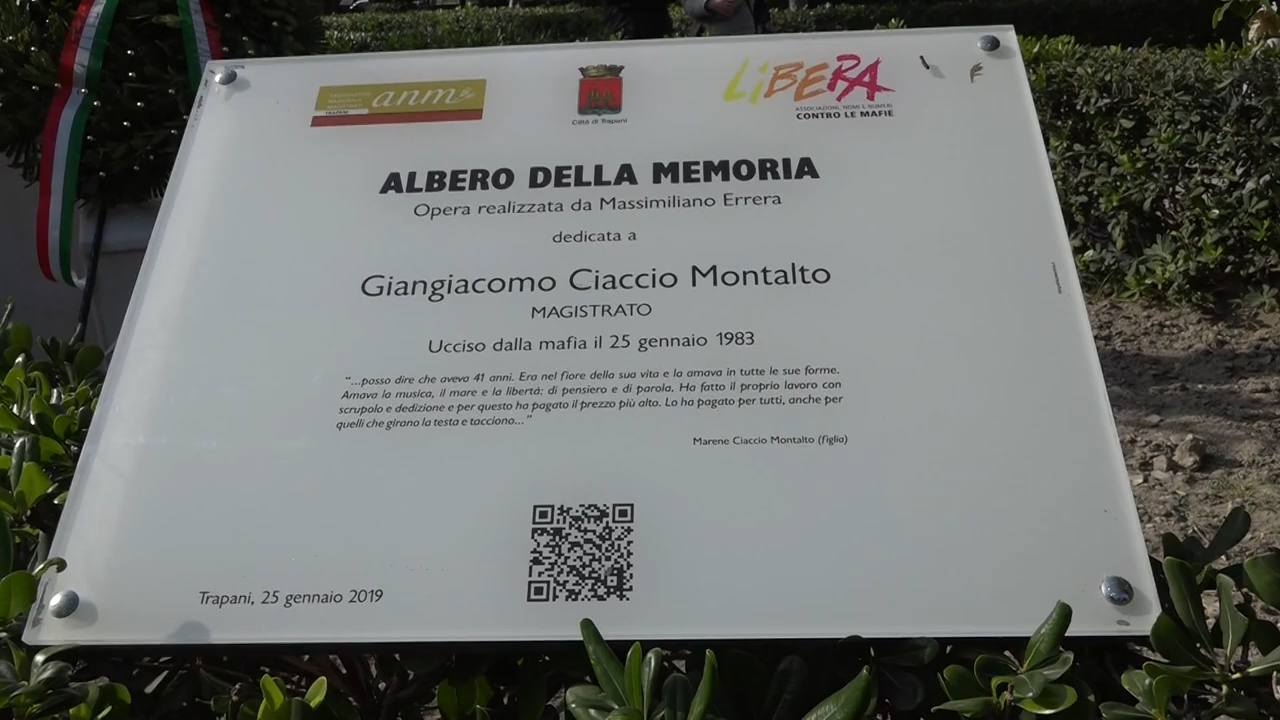 ASSOCIAZIONE
NAZIONALE
MAGISTRATI
TRAPANI
anm
Città di Trapani
LiBERA
ASSOCIAZIONI, NOMI E NUMERI
CONTRO LE MAFIE
ALBERO DELLA MEMORIA
Opera realizzata da Massimiliano Errera
dedicata a
Giangiacomo Ciaccio Montalto
MAGISTRATO
Ucciso dalla mafia il 25 gennaio 1983
“...posso dire che aveva 41 anni. Era nel fiore della sua vita e la amava in tutte le sue forme.
Amava la musica, il mare e la libertà: di pensiero e di parola. Ha fatto il proprio lavoro con
scrupolo e dedizione e per questo ha pagato il prezzo più alto. Lo ha pagato per tutti, anche per
quelli che girano la testa e tacciono...”
Marene Ciaccio Montalto (figlia)
Trapani, 25 gennaio 2019